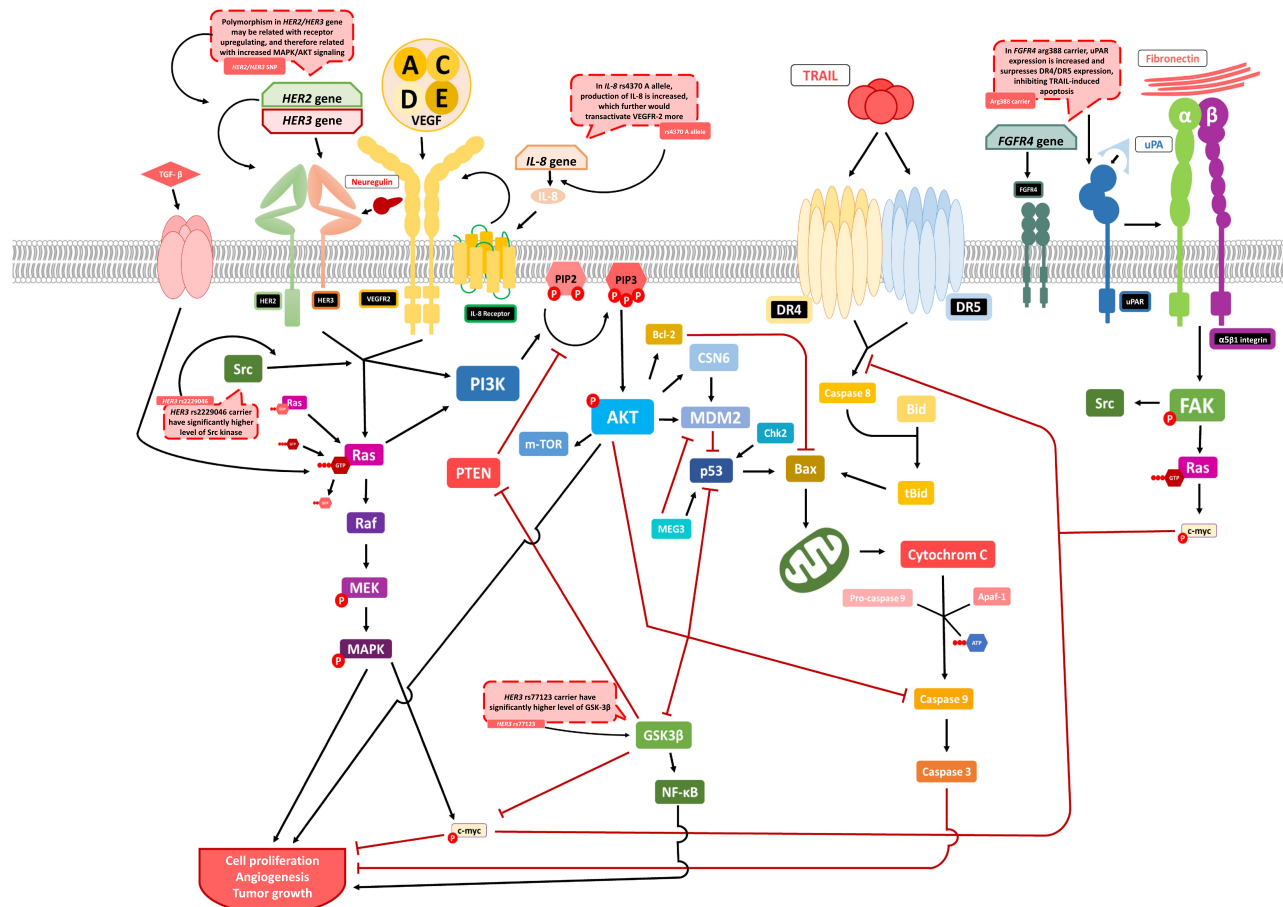 Polymorphism in HER2/HER3 gene
may be related with receptor
upregulating, and therefore related
with increased MAPK/AKT signaling
HER2/HER3 SNP
HER2 gene
HER3 gene
A C
D E
VEGF
In IL-8 rs4370 A allele,
production of IL-8 is increased,
which further would
transactivate VEGFR-2 more
rs4370 A allele
IL-8 gene
IL-8
TRAIL
In FGFR4 arg388 carrier, uPAR
expression is increased and
surpresses DR4/DR5 expression,
inhibiting TRAIL-induced
apoptosis
Arg388 carrier
FGFR4 gene
FGFR4
Fibronectin
α β
uPA
TGF- β
Neuregulin
HER2
HER3
VEGFR2
IL-8 Receptor
PIP2
P P
PIP3
P P P
DR4
DR5
uPAR
α5β1 integrin
Src
HER3 rs2229046
HER3 rs2229046 carrier
have significantly higher
level of Src kinase
Ras
GTP
Ras
PI3K
Bcl-2
CSN6
P
AKT
MDM2
m-TOR
Chk2
PTEN
p53
Bax
MEG3
Caspase 8
Bid
tBid
Src
FAK
P
Ras
GTP
c-myc
P
Raf
MEK
P
MAPK
P
Cytochrom C
Pro-caspase 9
Apaf-1
ATP
HER3 rs77123 carrier have
significantly higher level of GSK-3β
HER3 rs77123
GSK3β
NF-κB
Caspase 9
Caspase 3
c-myc
P
Cell proliferation
Angiogenesis
Tumor growth